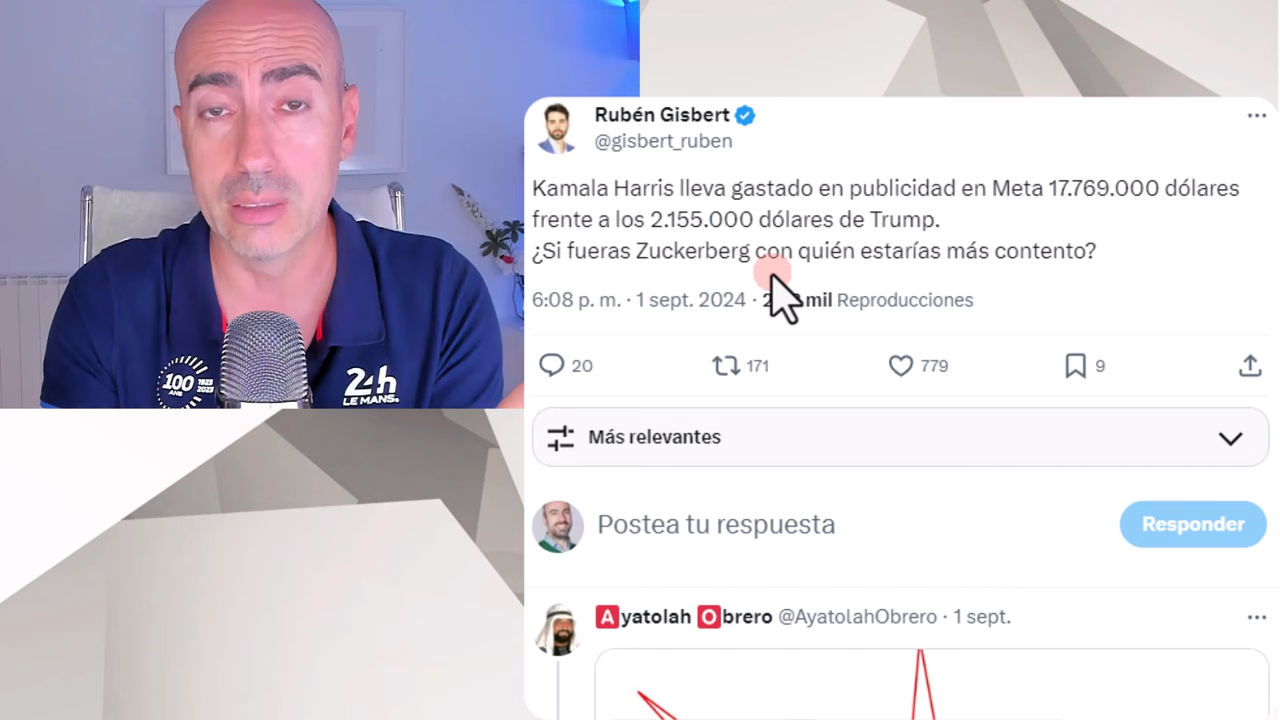 Rubén Gisbert
@gisbert_ruben
Kamala Harris lleva gastado en publicidad en Meta 17.769.000 dólares
frente a los 2.155.000 dólares de Trump.
¿Si fueras Zuckerberg con quién estarías más contento?
6:08 p. m. · 1 sept. 2024 · mil Reproducciones
20 171 779 9
Más relevantes
Postea tu respuesta
Responder
Ayatolah Obrero @AyatolahObrero · 1 sept.
100
ANS
1923
2023
24h
LE MANS